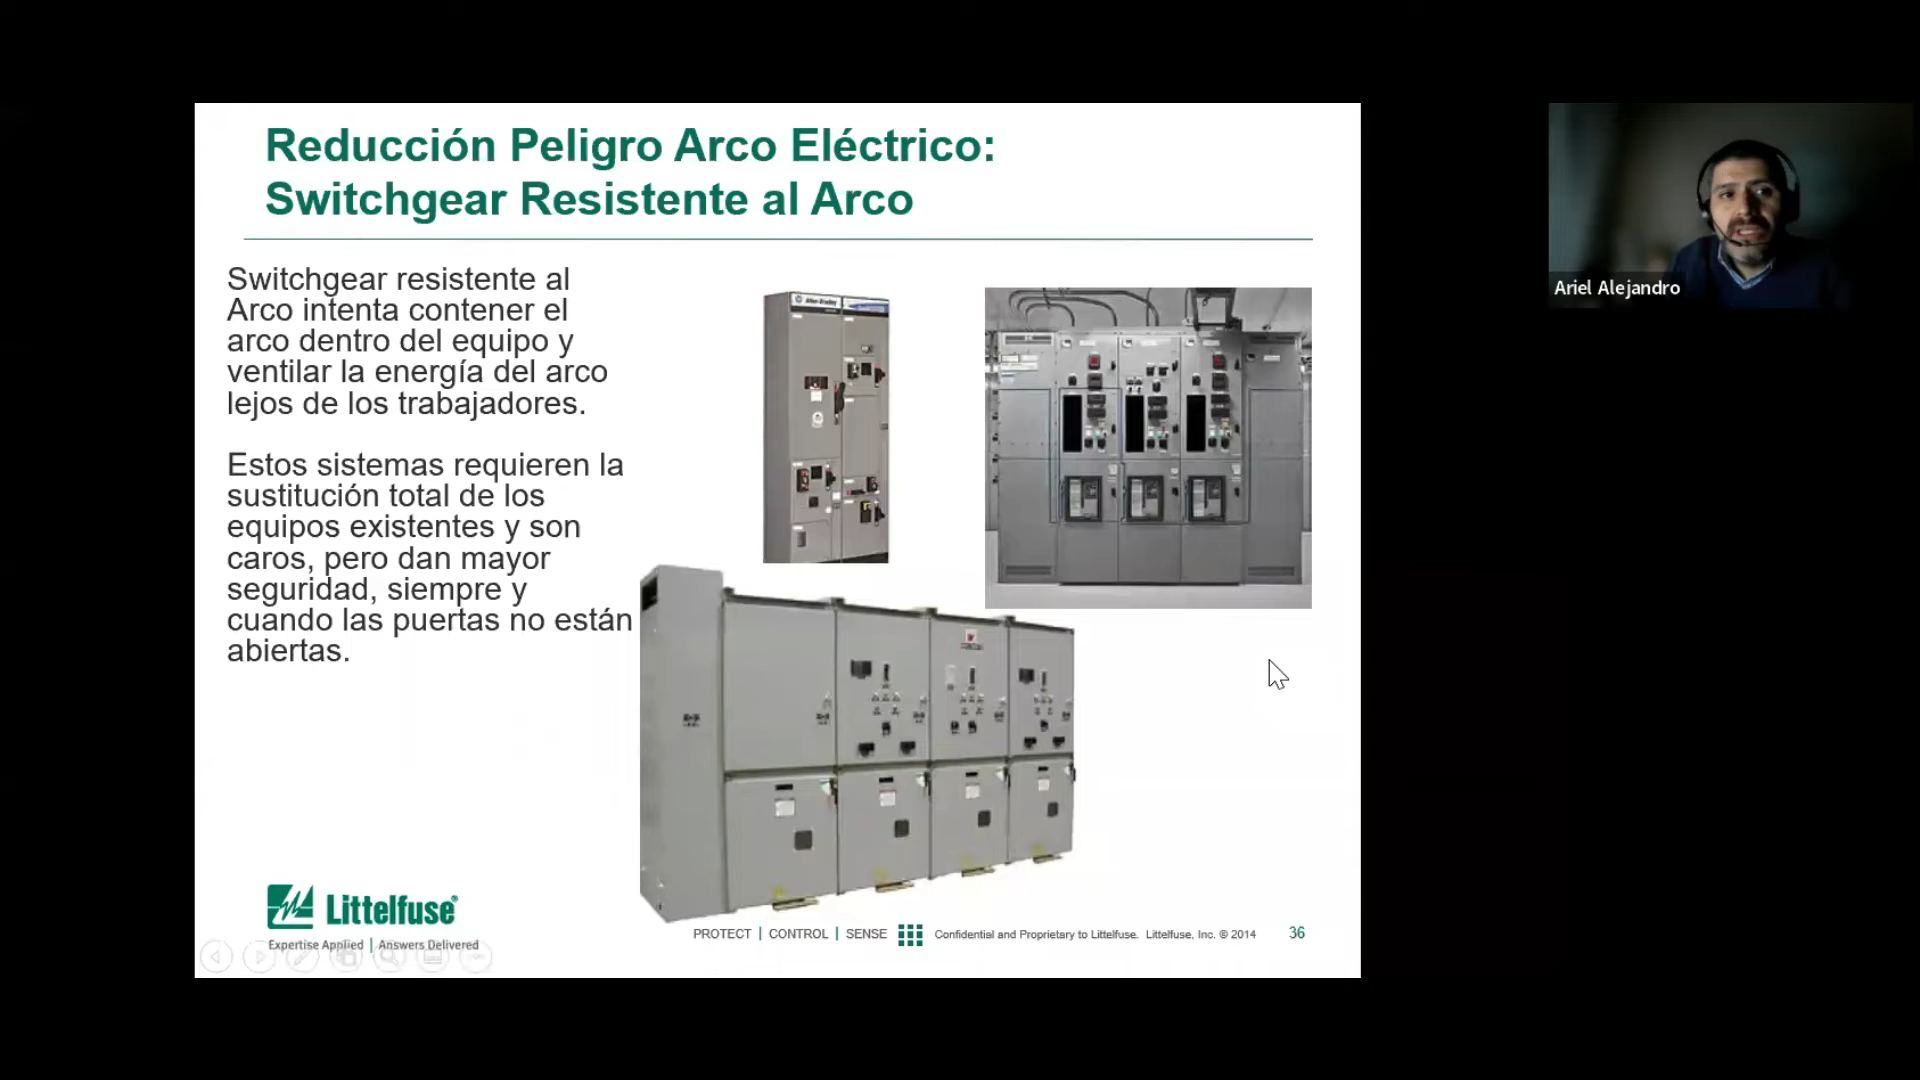 Reducción Peligro Arco Eléctrico:
Switchgear Resistente al Arco
Switchgear resistente al
Arco intenta contener el
arco dentro del equipo y
ventilar la energía del arco
lejos de los trabajadores.
Estos sistemas requieren la
sustitución total de los
equipos existentes y son
caros, pero dan mayor
seguridad, siempre y
cuando las puertas no están
abiertas.
Allen-Bradley
Littelfuse®
Expertise Applied | Answers Delivered
PROTECT | CONTROL | SENSE
Confidential and Proprietary to Littelfuse. Littelfuse, Inc. © 2014
36
Ariel Alejandro